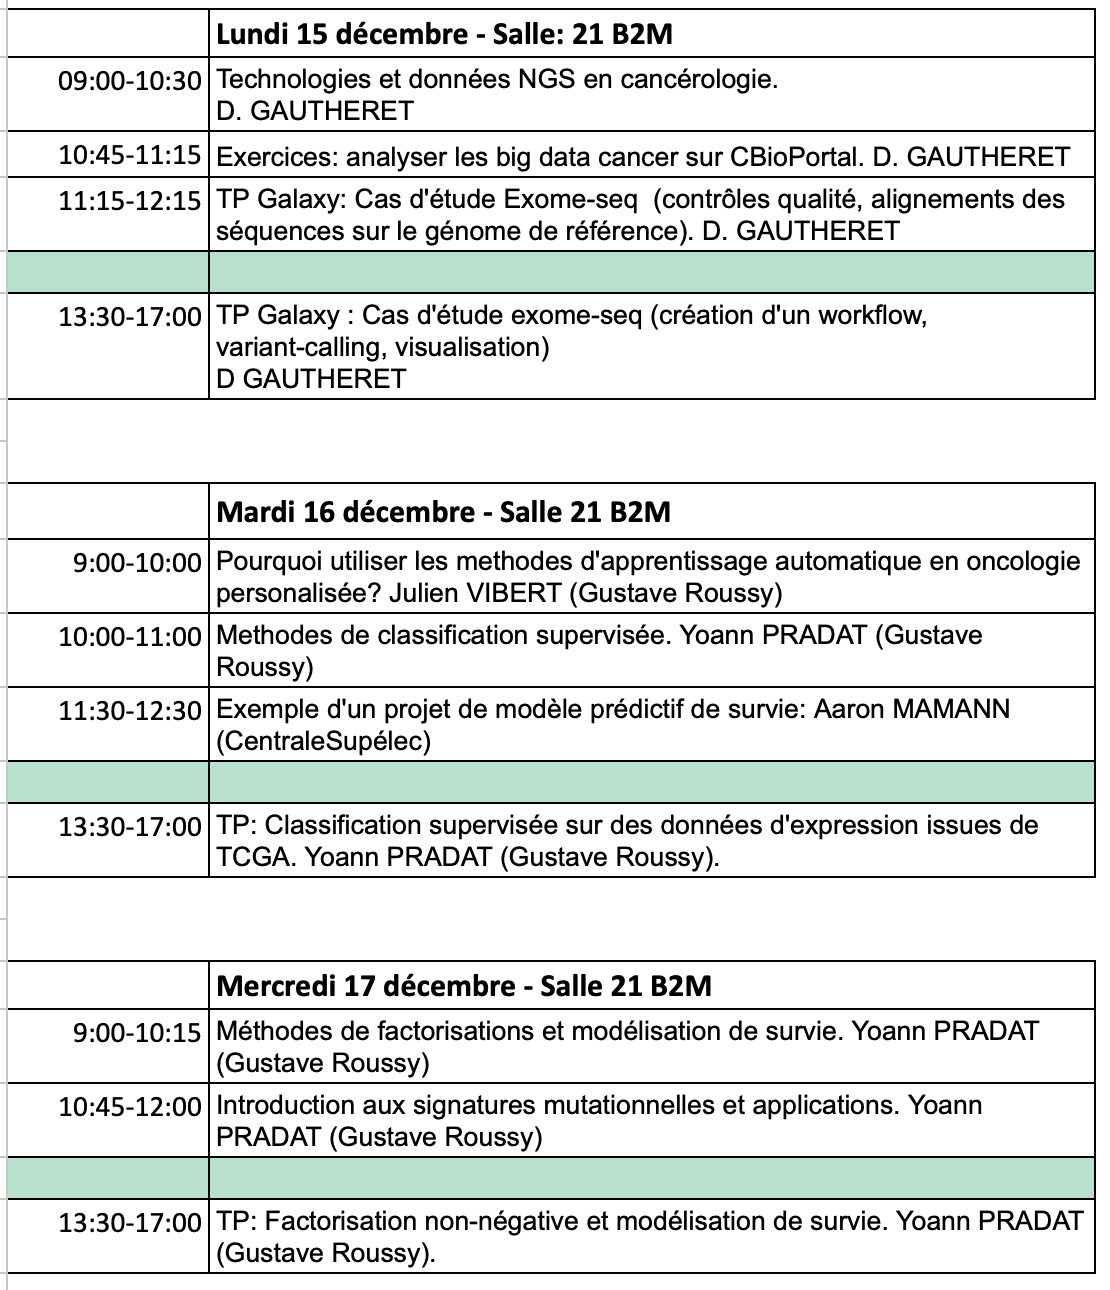 Lundi 15 décembre - Salle: 21 B2M
09:00-10:30 Technologies et données NGS en cancérologie.
D. GAUTHERET
10:45-11:15 Exercices: analyser les big data cancer sur CBioPortal. D. GAUTHERET
11:15-12:15 TP Galaxy: Cas d'étude Exome-seq  (contrôles qualité, alignements des
séquences sur le génome de référence). D. GAUTHERET
13:30-17:00 TP Galaxy : Cas d'étude exome-seq (création d'un workflow,
variant-calling, visualisation)
D GAUTHERET
Mardi 16 décembre - Salle 21 B2M
9:00-10:00 Pourquoi utiliser les methodes d'apprentissage automatique en oncologie
personalisée? Julien VIBERT (Gustave Roussy)
10:00-11:00 Methodes de classification supervisée. Yoann PRADAT (Gustave
Roussy)
11:30-12:30 Exemple d'un projet de modèle prédictif de survie: Aaron MAMANN
(CentraleSupélec)
13:30-17:00 TP: Classification supervisée sur des données d'expression issues de
TCGA. Yoann PRADAT (Gustave Roussy).
Mercredi 17 décembre - Salle 21 B2M
9:00-10:15 Méthodes de factorisations et modélisation de survie. Yoann PRADAT
(Gustave Roussy)
10:45-12:00 Introduction aux signatures mutationnelles et applications. Yoann
PRADAT (Gustave Roussy)
13:30-17:00 TP: Factorisation non-négative et modélisation de survie. Yoann PRADAT
(Gustave Roussy).